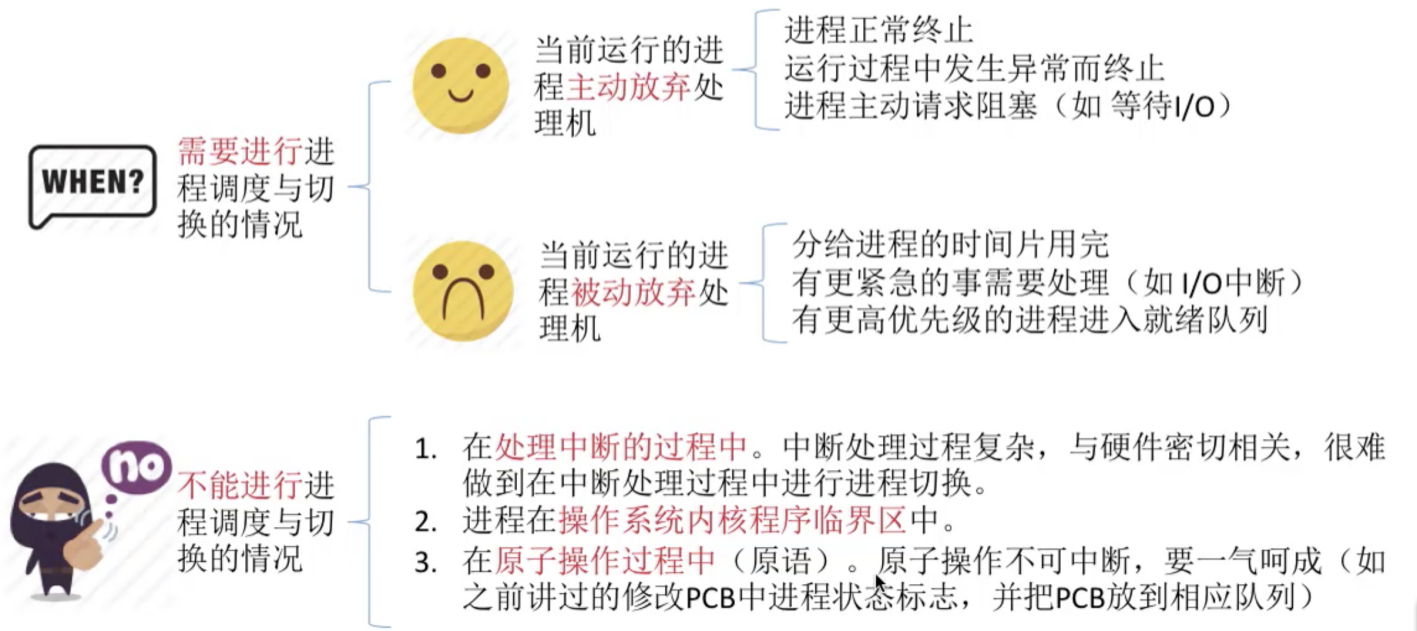 WHEN?
需要进行进
程调度与切
换的情况
当前运行的进
程主动放弃处
理机
进程正常终止
运行过程中发生异常而终止
进程主动请求阻塞（如 等待I/O）
当前运行的进
程被动放弃处
理机
分给进程的时间片用完
有更紧急的事需要处理（如 I/O中断）
有更高优先级的进程进入就绪队列
no
不能进行进
程调度与切
换的情况
1. 在处理中断的过程中。中断处理过程复杂，与硬件密切相关，很难
做到在中断处理过程中进行进程切换。
2. 进程在操作系统内核程序临界区中。
3. 在原子操作过程中（原语）。原子操作不可中断，要一气呵成（如
之前讲过的修改PCB中进程状态标志，并把PCB放到相应队列）